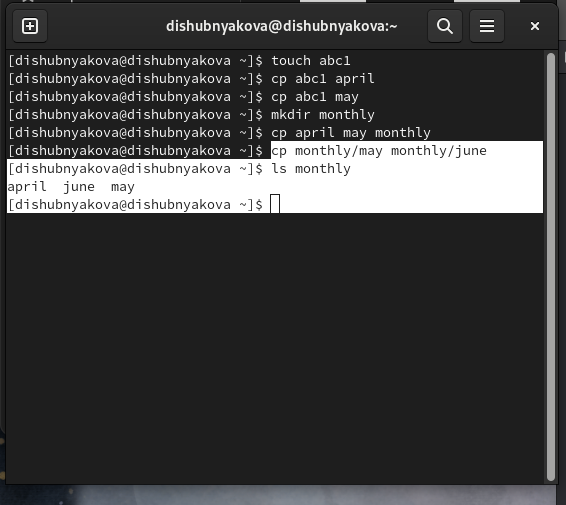 dishubnyakova@dishubnyakova:~
[dishubnyakova@dishubnyakova ~]$ touch abc1
[dishubnyakova@dishubnyakova ~]$ cp abc1 april
[dishubnyakova@dishubnyakova ~]$ cp abc1 may
[dishubnyakova@dishubnyakova ~]$ mkdir monthly
[dishubnyakova@dishubnyakova ~]$ cp april may monthly
[dishubnyakova@dishubnyakova ~]$ cp monthly/may monthly/june
[dishubnyakova@dishubnyakova ~]$ ls monthly
april  june  may
[dishubnyakova@dishubnyakova ~]$